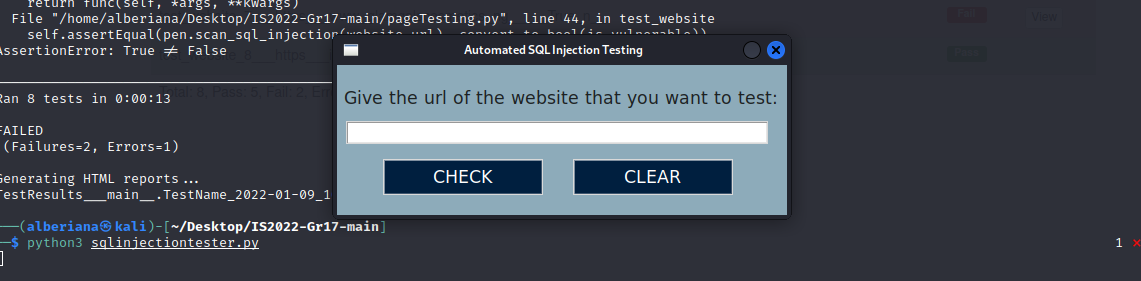 return func(self, *args, **kwargs)
File "/home/alberiana/Desktop/IS2022-Gr17-main/pageTesting.py", line 44, in test_website
self.assertEqual(pen.scan_sql_injection(website_url), convert_to_bool(is_vulnerable))
AssertionError: True ≠ False
Ran 8 tests in 0:00:13
FAILED
(Failures=2, Errors=1)
Generating HTML reports...
TestResults___main__.TestName_2022-01-09_1
(alberiana㉿kali)-[~/Desktop/IS2022-Gr17-main]
$ python3 sqlinjectiontester.py
1 ×
Automated SQL Injection Testing
Give the url of the website that you want to test:
CHECK CLEAR
View